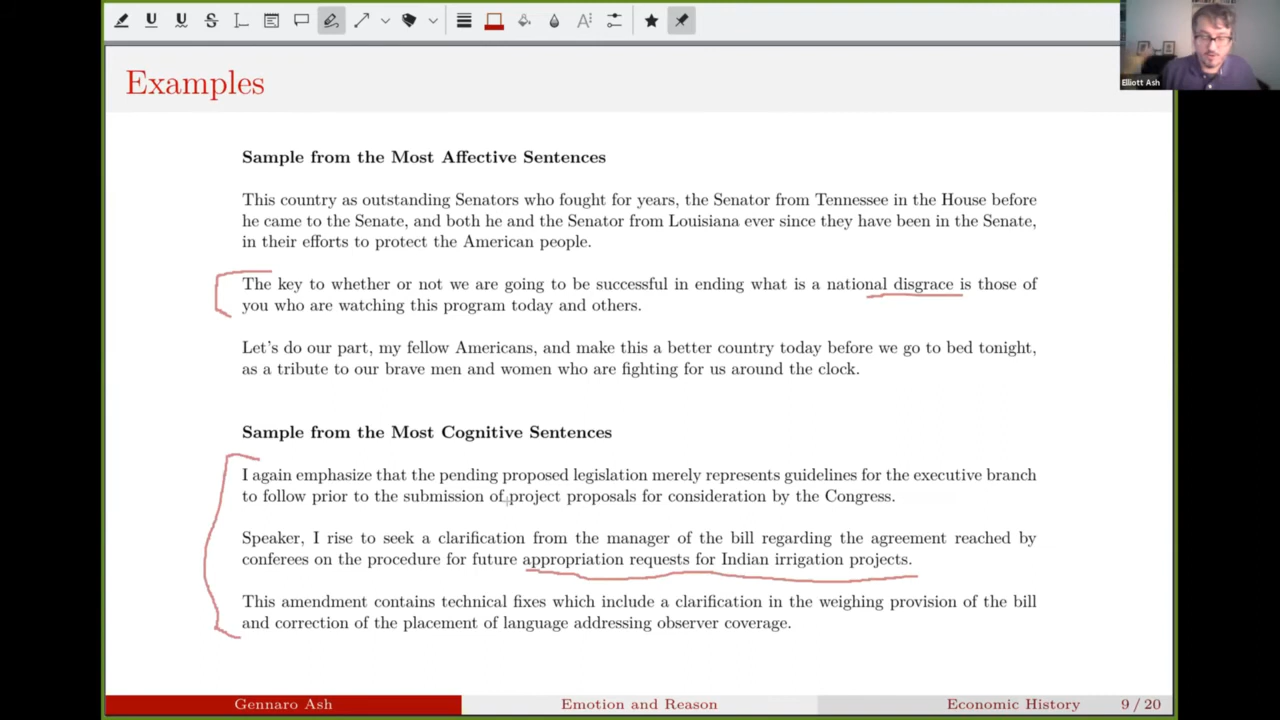 Elliott Ash
Examples
Sample from the Most Affective Sentences
This country as outstanding Senators who fought for years, the Senator from Tennessee in the House before
he came to the Senate, and both he and the Senator from Louisiana ever since they have been in the Senate,
in their efforts to protect the American people.
The key to whether or not we are going to be successful in ending what is a national disgrace is those of
you who are watching this program today and others.
Let's do our part, my fellow Americans, and make this a better country today before we go to bed tonight,
as a tribute to our brave men and women who are fighting for us around the clock.
Sample from the Most Cognitive Sentences
I again emphasize that the pending proposed legislation merely represents guidelines for the executive branch
to follow prior to the submission of project proposals for consideration by the Congress.
Speaker, I rise to seek a clarification from the manager of the bill regarding the agreement reached by
conferees on the procedure for future appropriation requests for Indian irrigation projects.
This amendment contains technical fixes which include a clarification in the weighing provision of the bill
and correction of the placement of language addressing observer coverage.
Gennaro Ash
Emotion and Reason
Economic History
9 / 20